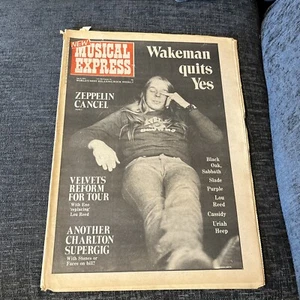 NEW
MUSICAL
EXPRESS
Wakeman
quits
Yes
ZEPPELIN
CANCEL
VELVETS
REFORM
FOR TOUR
With Eno
'replacing'
Lou Reed
ANOTHER
CHARLTON
SUPERGIG
With Stones or
Faces on bill?
Black
Oak,
Sabbath
Slade
Purple
Lou
Reed
Cassidy
Uriah
Heep